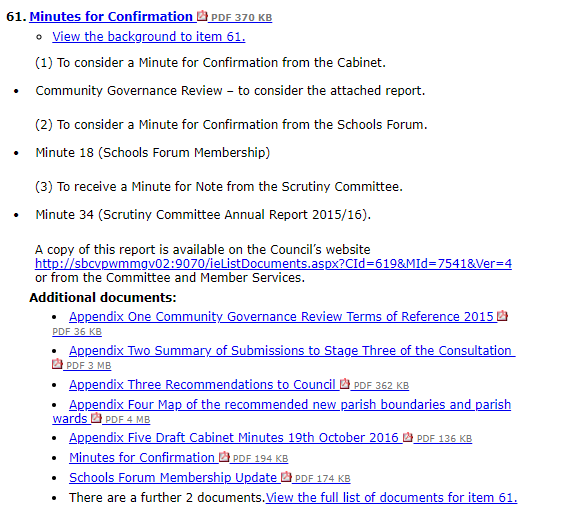 61. Minutes for Confirmation PDF 370 KB
View the background to item 61.
(1) To consider a Minute for Confirmation from the Cabinet.
• Community Governance Review – to consider the attached report.
(2) To consider a Minute for Confirmation from the Schools Forum.
• Minute 18 (Schools Forum Membership)
(3) To receive a Minute for Note from the Scrutiny Committee.
• Minute 34 (Scrutiny Committee Annual Report 2015/16).
A copy of this report is available on the Council's website
http://sbcvpwmmgv02:9070/ieListDocuments.aspx?CId=619&MId=7541&Ver=4
or from the Committee and Member Services.
Additional documents:
• Appendix One Community Governance Review Terms of Reference 2015
PDF 36 KB
• Appendix Two Summary of Submissions to Stage Three of the Consultation
PDF 3 MB
• Appendix Three Recommendations to Council PDF 362 KB
• Appendix Four Map of the recommended new parish boundaries and parish
wards PDF 4 MB
• Appendix Five Draft Cabinet Minutes 19th October 2016 PDF 136 KB
• Minutes for Confirmation PDF 194 KB
• Schools Forum Membership Update PDF 174 KB
• There are a further 2 documents.View the full list of documents for item 61.